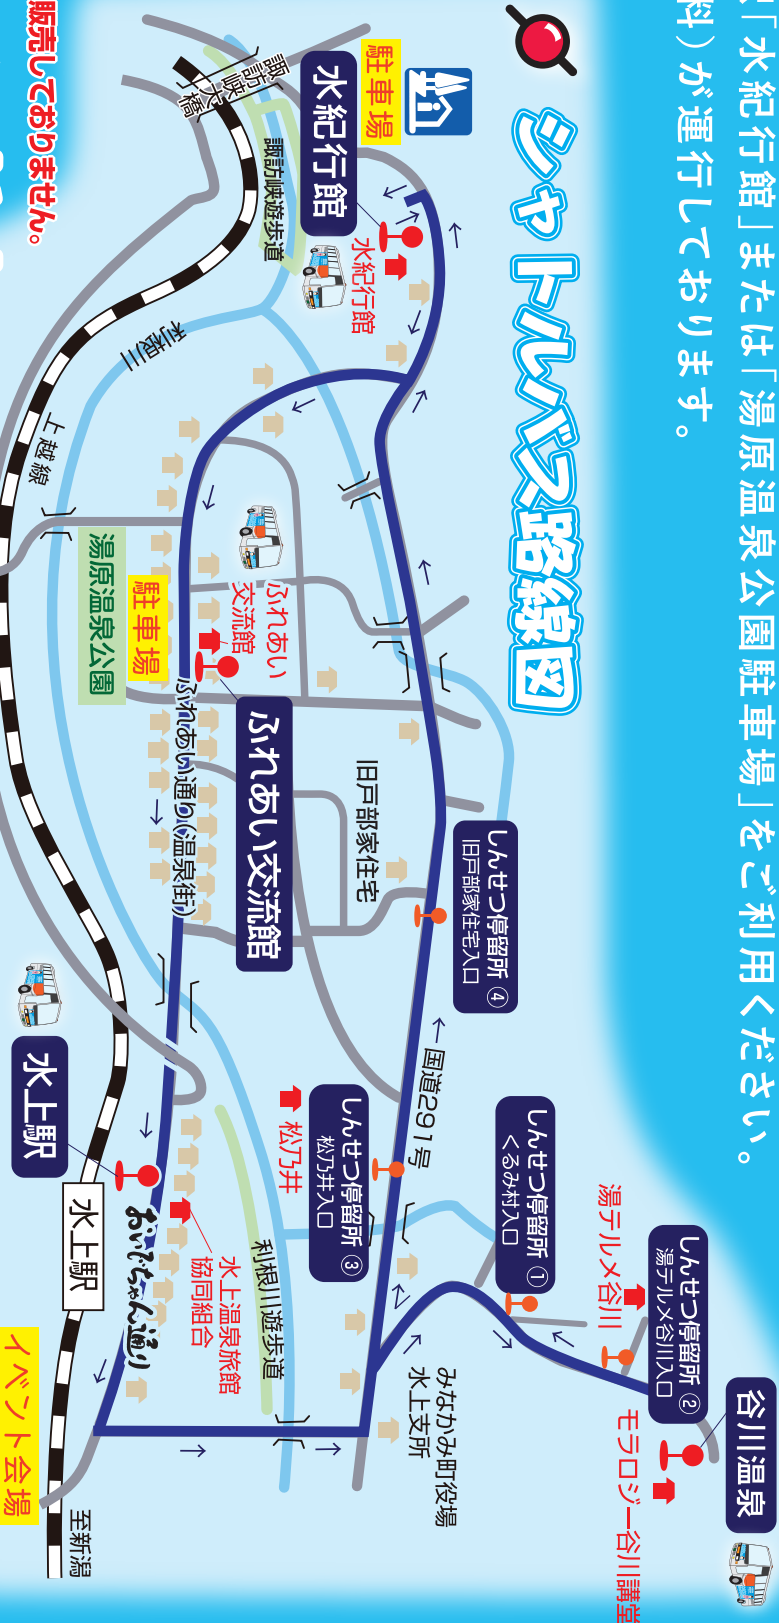 「水紀行館」または「湯原温泉公園駐車場」をご利用ください。
料）が運行しております。
シャトルバス路線図
駐車場
水紀行館
水紀行館
諏訪峡大橋
諏訪峡遊歩道
利根川
上越線
湯原温泉公園
駐車場
ふれあい
交流館
ふれあい交流館
ふれあい通り(温泉街)
旧戸部家住宅
しんせつ停留所 ④
旧戸部家住宅入口
←国道291号
しんせつ停留所 ③
松乃井入口
松乃井
しんせつ停留所 ①
くるみ村入口
しんせつ停留所 ②
湯テルメ谷川入口
湯テルメ谷川
谷川温泉
モラロジー谷川講堂
みなかみ町役場
水上支所
利根川遊歩道
水上温泉旅館
協同組合
おいでちゃん通り
水上駅
水上駅
イベント会場
至新潟
販売しておりません。